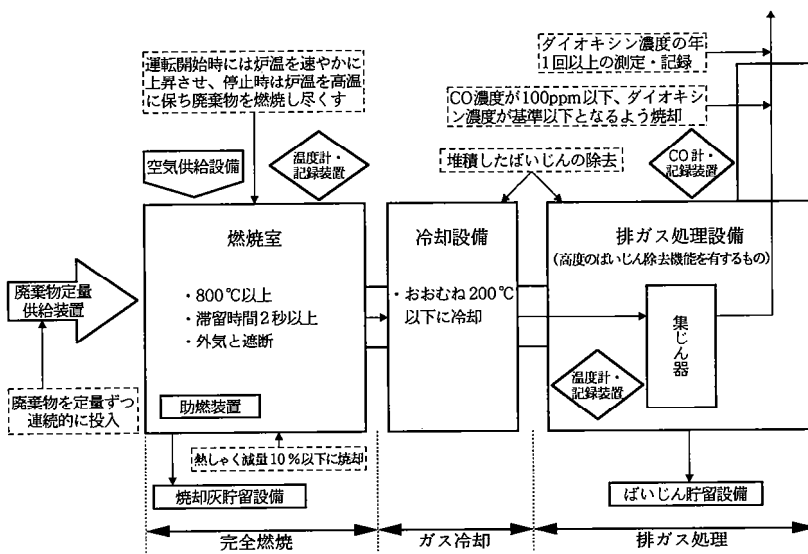 運転開始時には炉温を速やかに
上昇させ、停止時は炉温を高温
に保ち廃棄物を燃焼し尽くす
ダイオキシン濃度の年
1回以上の測定・記録
CO濃度が100ppm以下、ダイオキシ
ン濃度が基準以下となるよう焼却
空気供給設備
温度計・
記録装置
堆積したばいじんの除去
CO計・
記録装置
燃焼室
冷却設備
排ガス処理設備
(高度のばいじん除去機能を有するもの)
廃棄物定量
供給装置
・800℃以上
・滞留時間2秒以上
・外気と遮断
・おおむね200℃
以下に冷却
集じん器
温度計・
記録装置
廃棄物を定量ずつ
連続的に投入
助燃装置
熱しゃく減量10%以下に焼却
焼却灰貯留設備
ばいじん貯留設備
完全燃焼
ガス冷却
排ガス処理